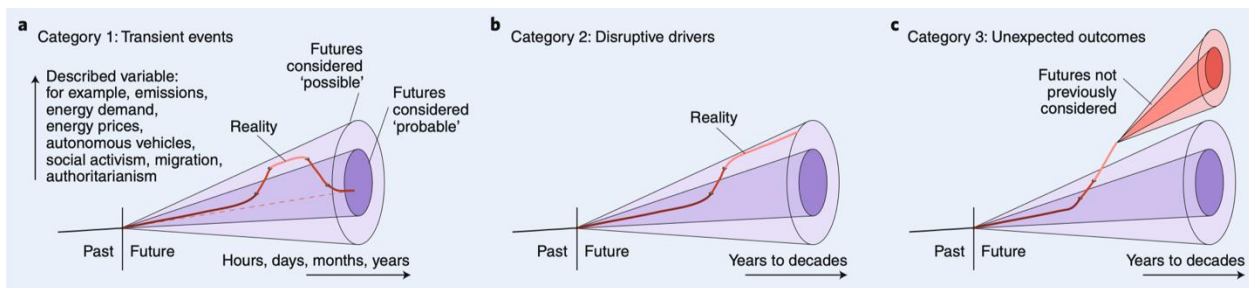 a Category 1: Transient events
Described variable:
for example, emissions,
energy demand,
energy prices,
autonomous vehicles,
social activism, migration,
authoritarianism
Futures
considered
‘possible’
Futures
considered
‘probable’
Reality
Past Future
Hours, days, months, years
b Category 2: Disruptive drivers
Reality
Past Future
Years to decades
c Category 3: Unexpected outcomes
Futures not
previously
considered
Past Future
Years to decades